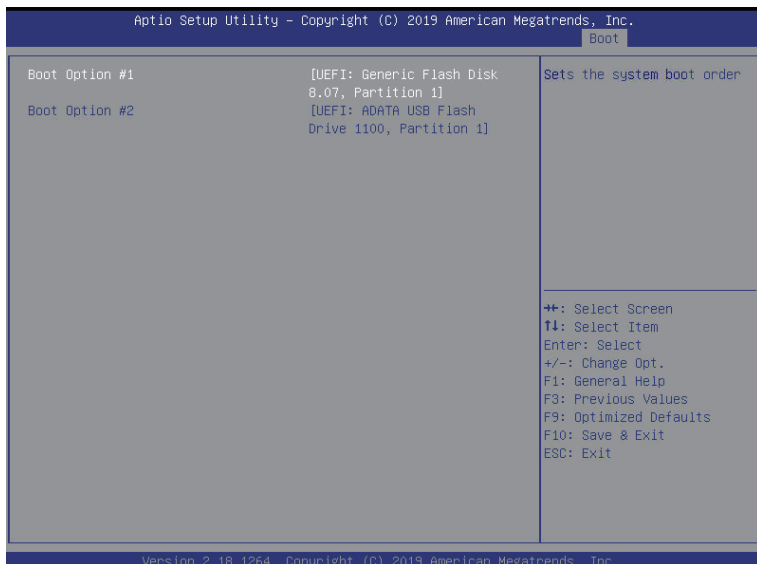 Aptio Setup Utility – Copyright (C) 2019 American Megatrends, Inc.
Boot
Boot Option #1 [UEFI: Generic Flash Disk
8.07, Partition 1]
Boot Option #2 [UEFI: ADATA USB Flash
Drive 1100, Partition 1]
Sets the system boot order
→←: Select Screen
↑↓: Select Item
Enter: Select
+/-: Change Opt.
F1: General Help
F3: Previous Values
F9: Optimized Defaults
F10: Save & Exit
ESC: Exit
Version 2.18.1264. Copyright (C) 2019 American Megatrends, Inc.